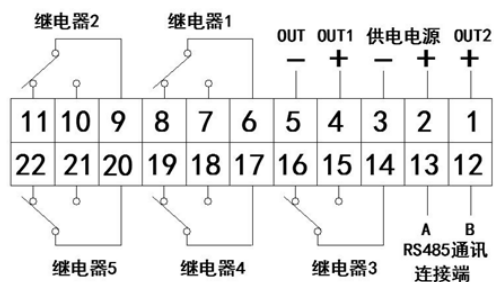 继电器2 继电器1 OUT OUT1 供电电源 OUT2
− + − + +
11 10 9 8 7 6 5 4 3 2 1
22 21 20 19 18 17 16 15 14 13 12
A B
继电器5 继电器4 继电器3 RS485通讯
连接端